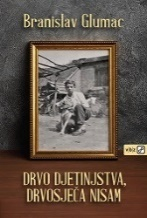 Branislav Glumac
DRVO DJETINJSTVA,
DRVOSJEČA NISAM